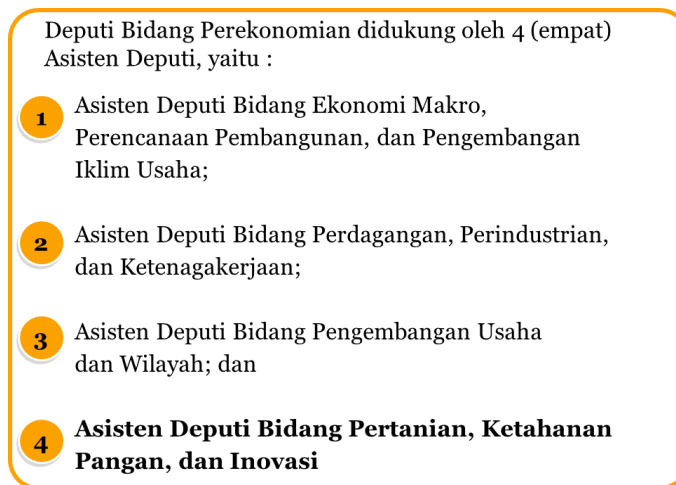 Deputi Bidang Perekonomian didukung oleh 4 (empat)
Asisten Deputi, yaitu :
1 Asisten Deputi Bidang Ekonomi Makro,
Perencanaan Pembangunan, dan Pengembangan
Iklim Usaha;
2 Asisten Deputi Bidang Perdagangan, Perindustrian,
dan Ketenagakerjaan;
3 Asisten Deputi Bidang Pengembangan Usaha
dan Wilayah; dan
4 Asisten Deputi Bidang Pertanian, Ketahanan
Pangan, dan Inovasi